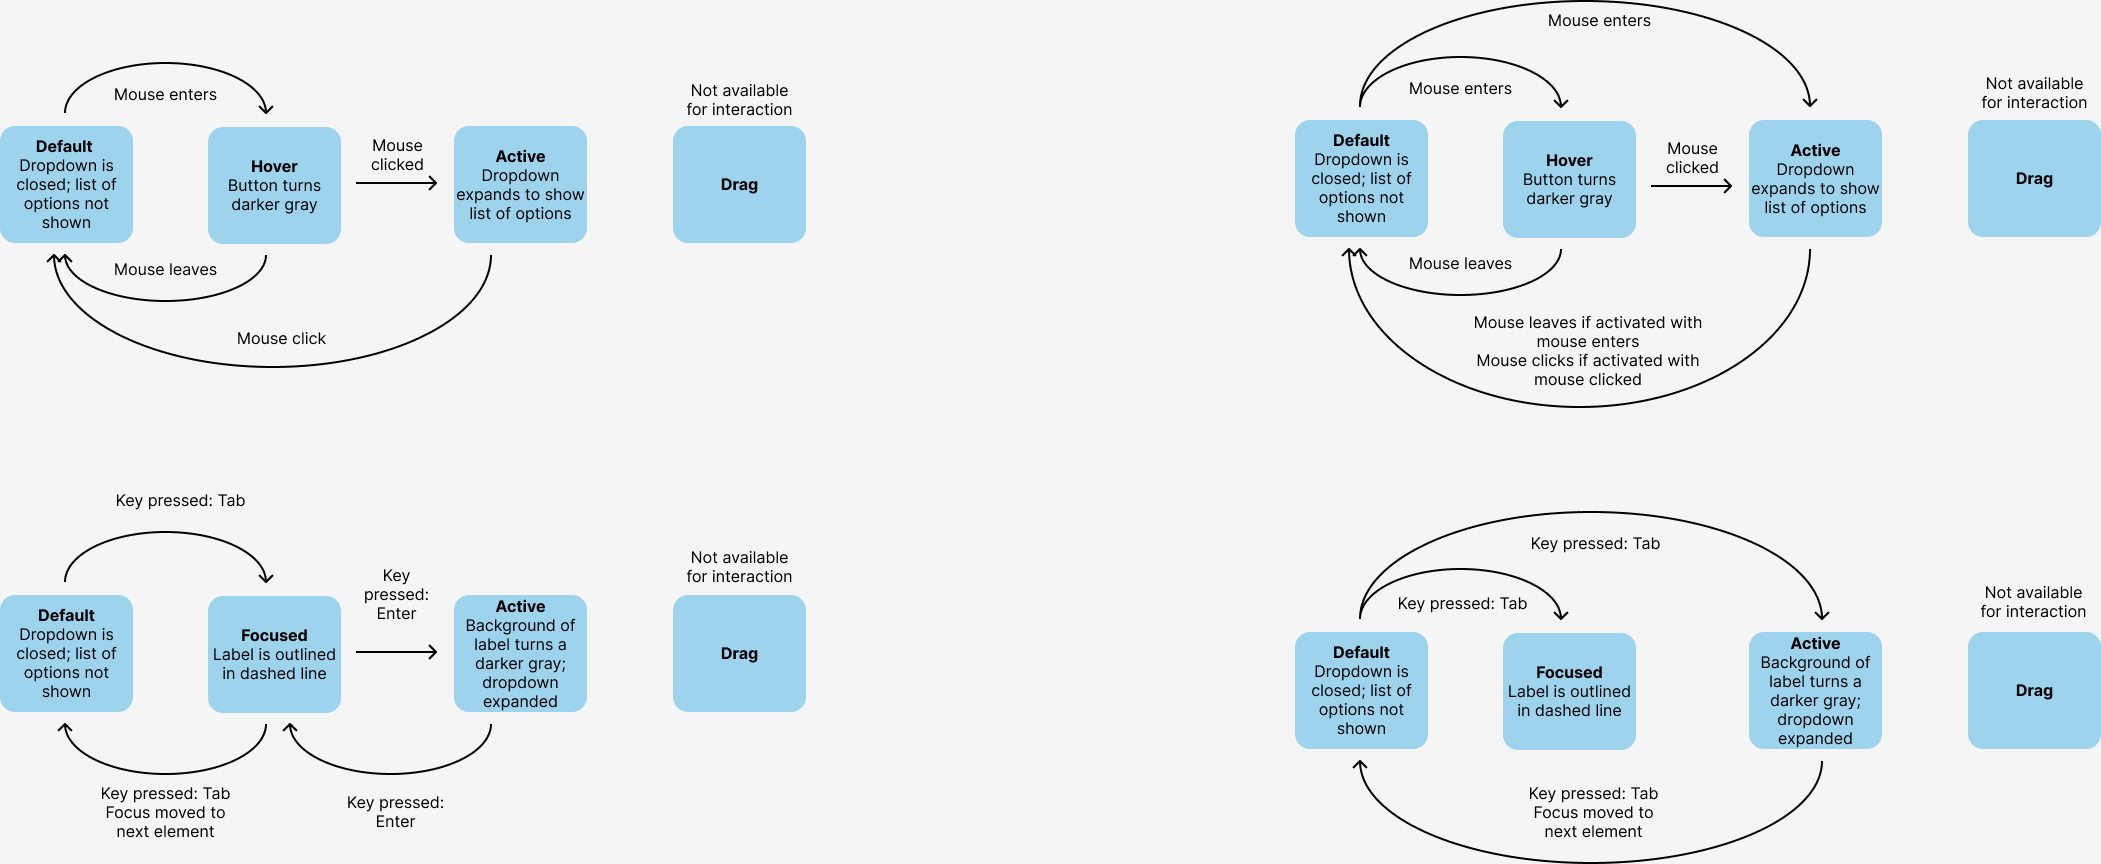 Mouse enters
Not available
for interaction
Default
Dropdown is
closed; list of
options not
shown
Hover
Button turns
darker gray
Mouse
clicked
Active
Dropdown
expands to show
list of options
Drag
Mouse leaves
Mouse click
Mouse enters
Mouse enters
Not available
for interaction
Default
Dropdown is
closed; list of
options not
shown
Hover
Button turns
darker gray
Mouse
clicked
Active
Dropdown
expands to show
list of options
Drag
Mouse leaves
Mouse leaves if activated with
mouse enters
Mouse clicks if activated with
mouse clicked
Key pressed: Tab
Not available
for interaction
Default
Dropdown is
closed; list of
options not
shown
Focused
Label is outlined
in dashed line
Key
pressed:
Enter
Active
Background of
label turns a
darker gray;
dropdown
expanded
Drag
Key pressed: Tab
Focus moved to
next element
Key pressed:
Enter
Key pressed: Tab
Key pressed: Tab
Not available
for interaction
Default
Dropdown is
closed; list of
options not
shown
Focused
Label is outlined
in dashed line
Active
Background of
label turns a
darker gray;
dropdown
expanded
Drag
Key pressed: Tab
Focus moved to
next element